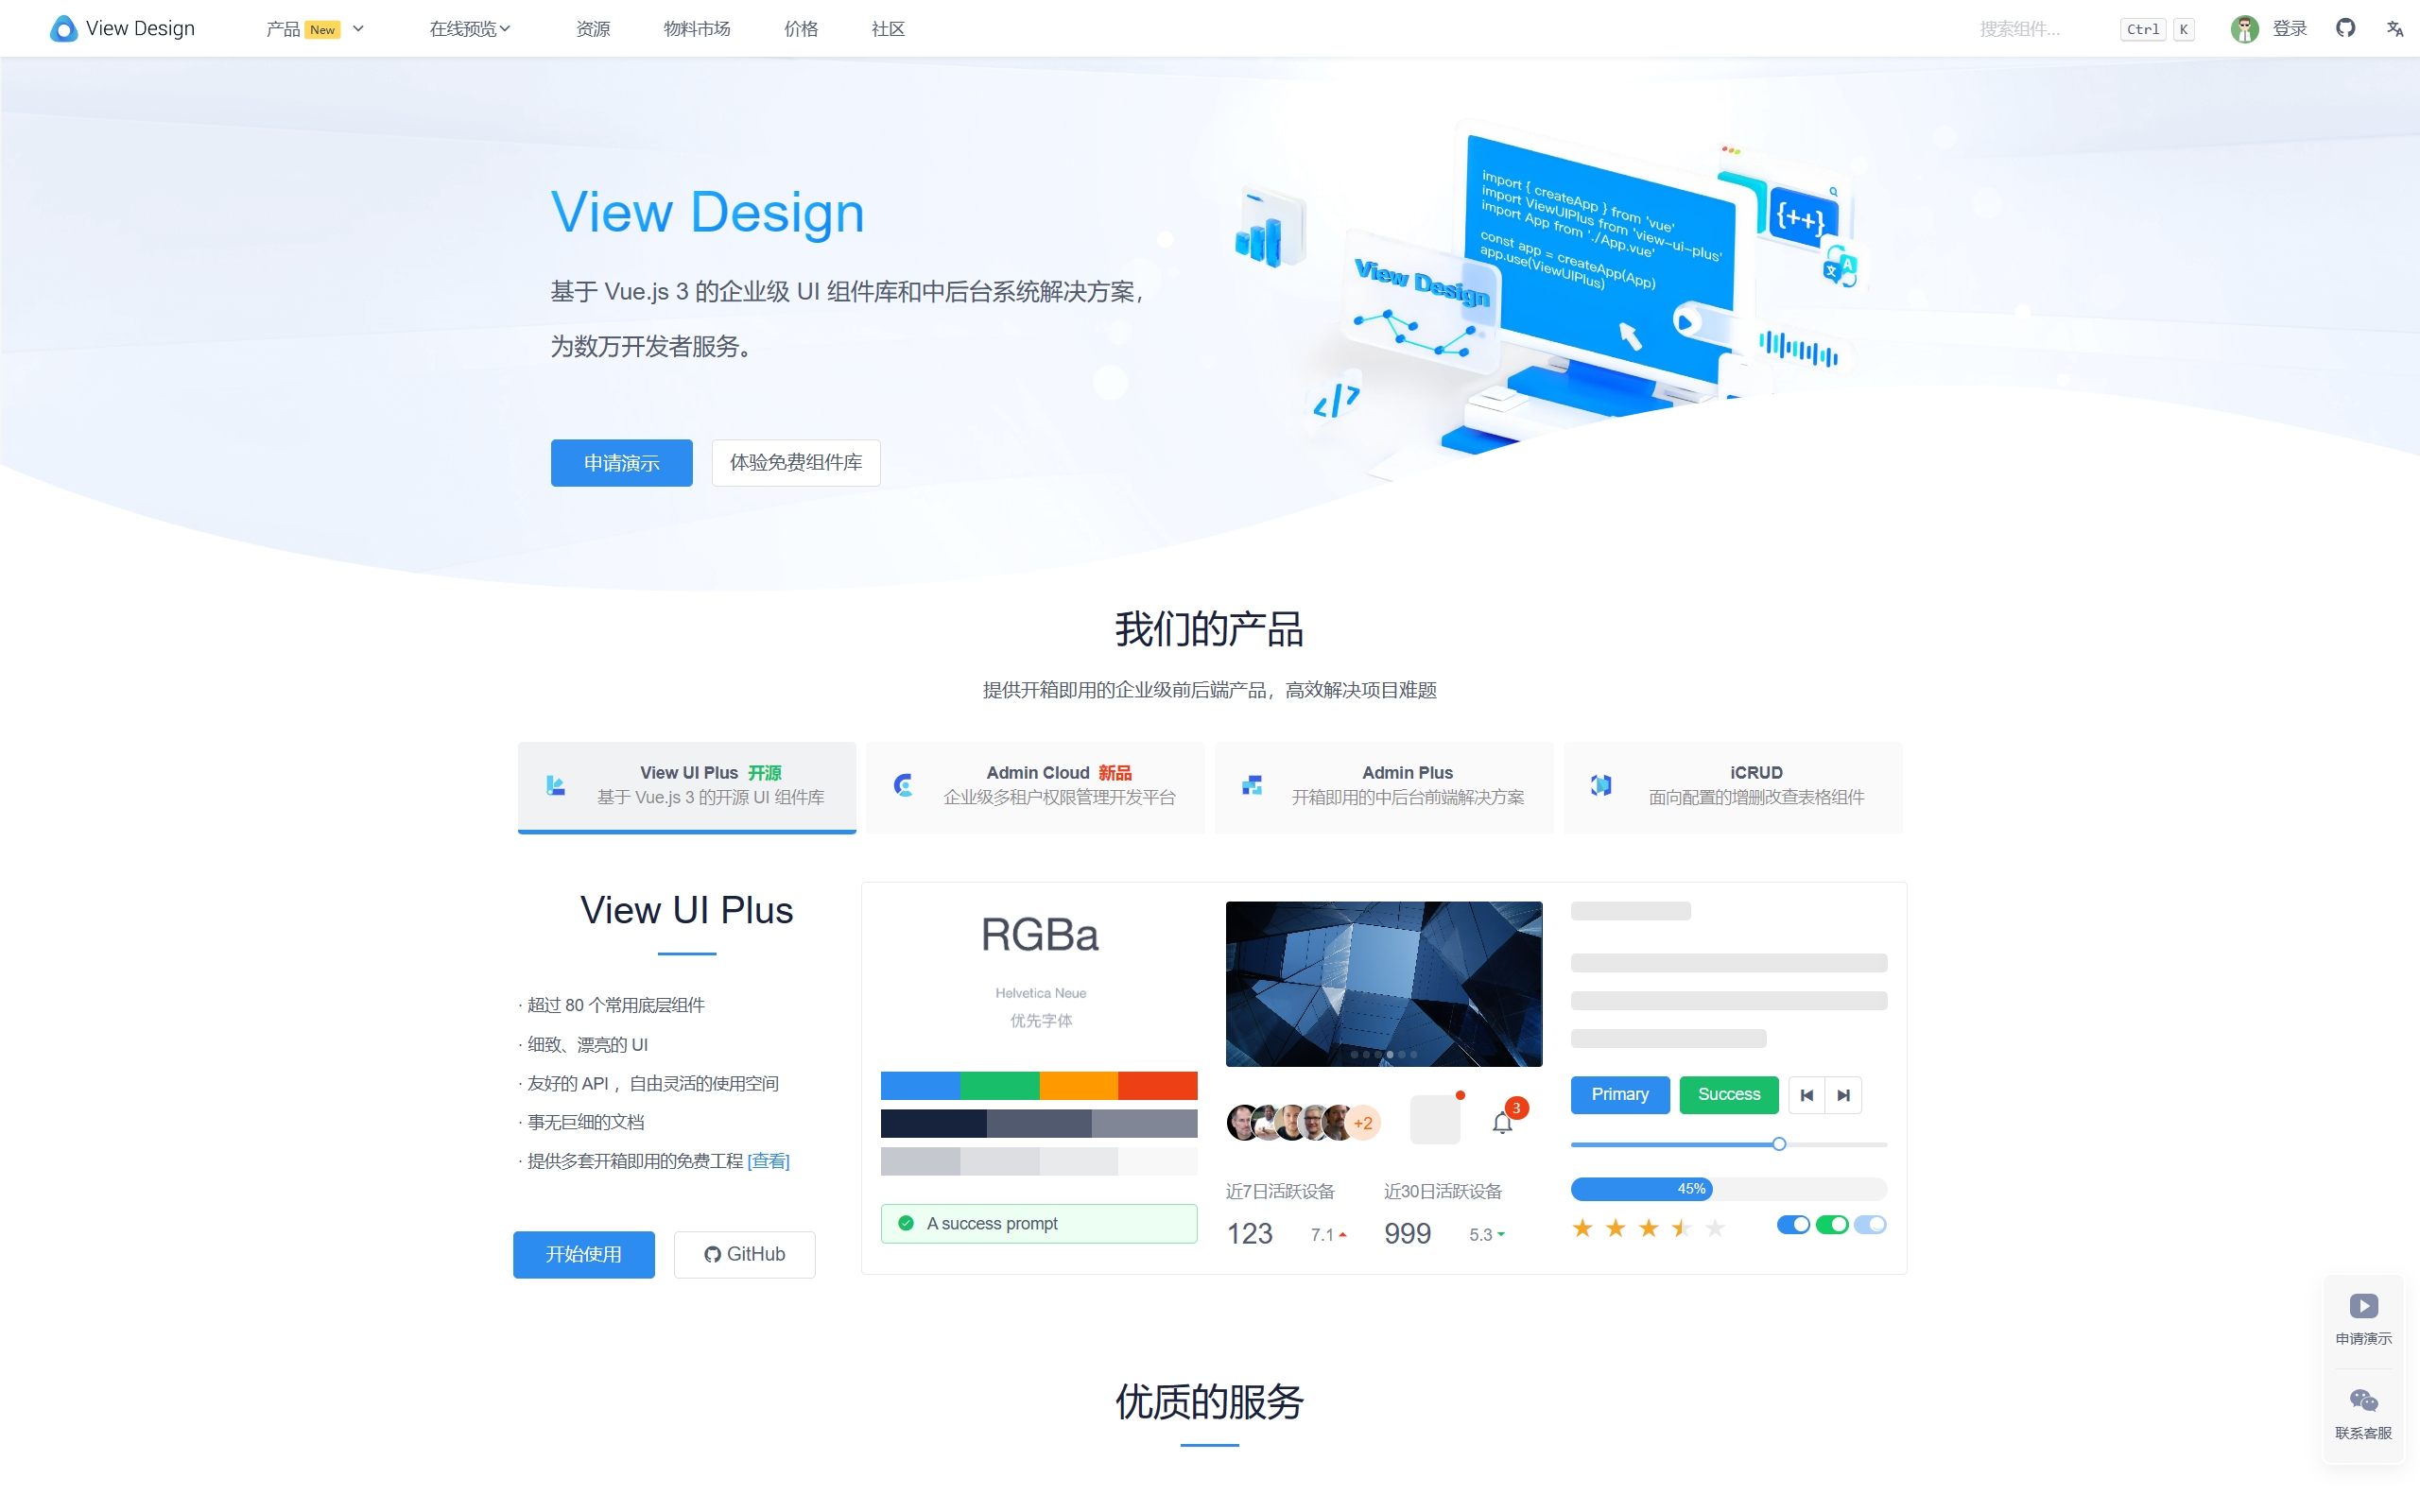 View Design
产品 New
在线预览
资源
物料市场
价格
社区
搜索组件...
Ctrl K
登录
View Design
基于 Vue.js 3 的企业级 UI 组件库和中后台系统解决方案，
为数万开发者服务。
申请演示
体验免费组件库
import { createApp } from 'vue'
import ViewUIPlus from 'view-ui-plus'
import App from './App.vue'
const app = createApp(App)
app.use(ViewUIPlus)
View Design
{++}
文 A
</>
我们的产品
提供开箱即用的企业级前后端产品，高效解决项目难题
View UI Plus 开源
基于 Vue.js 3 的开源 UI 组件库
Admin Cloud 新品
企业级多租户权限管理开发平台
Admin Plus
开箱即用的中后台前端解决方案
iCRUD
面向配置的增删改查表格组件
View UI Plus
· 超过 80 个常用底层组件
· 细致、漂亮的 UI
· 友好的 API ，自由灵活的使用空间
· 事无巨细的文档
· 提供多套开箱即用的免费工程 [查看]
开始使用
GitHub
RGBa
Helvetica Neue
优先字体
A success prompt
+2
3
近7日活跃设备
123 7.1
近30日活跃设备
999 5.3
Primary
Success
45%
申请演示
联系客服
优质的服务